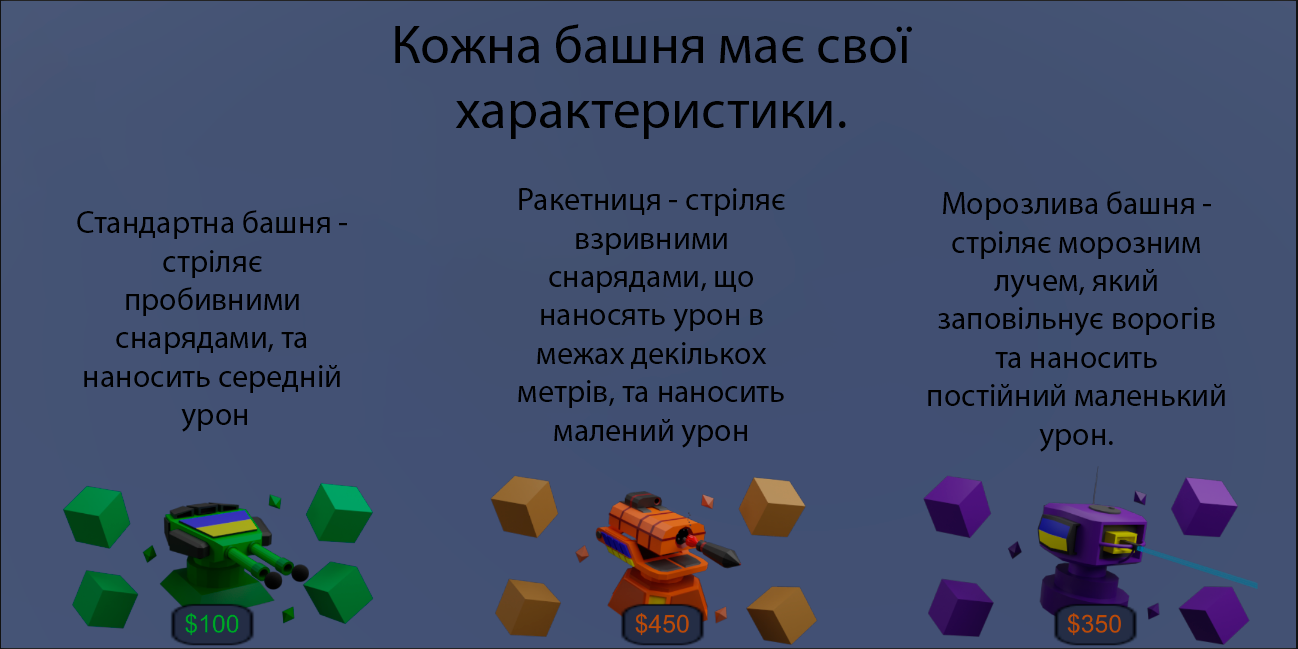 Кожна башня має свої
характеристики.
Стандартна башня -
стріляє
пробивними
снарядами, та
наносить середній
урон
Ракетниця - стріляє
взривними
снарядами, що
наносять урон в
межах декількох
метрів, та наносить
малений урон
Морозлива башня -
стріляє морозним
лучем, який
заповільнує ворогів
та наносить
постійний маленький
урон.
$100
$450
$350